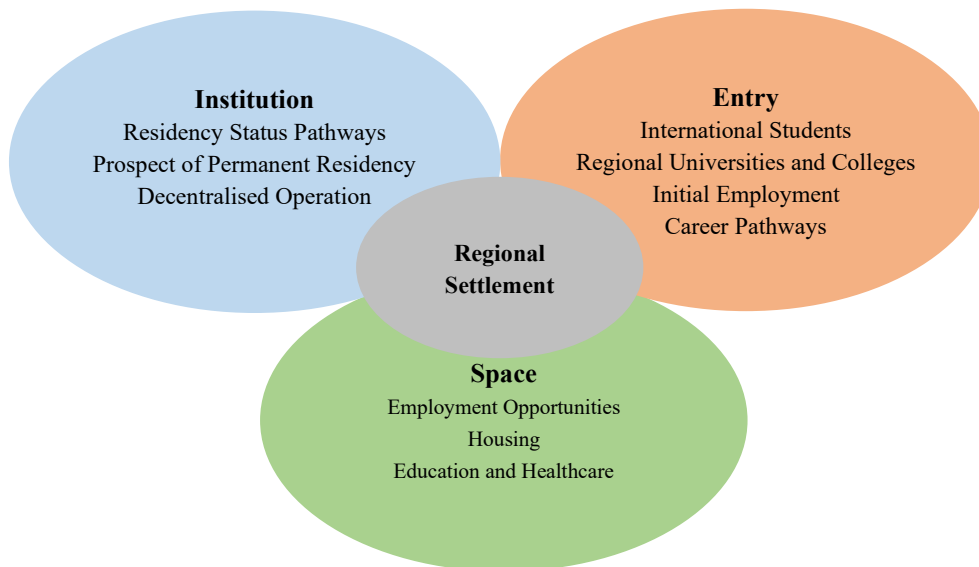 Institution
Residency Status Pathways
Prospect of Permanent Residency
Decentralised Operation
Entry
International Students
Regional Universities and Colleges
Initial Employment
Career Pathways
Regional
Settlement
Space
Employment Opportunities
Housing
Education and Healthcare